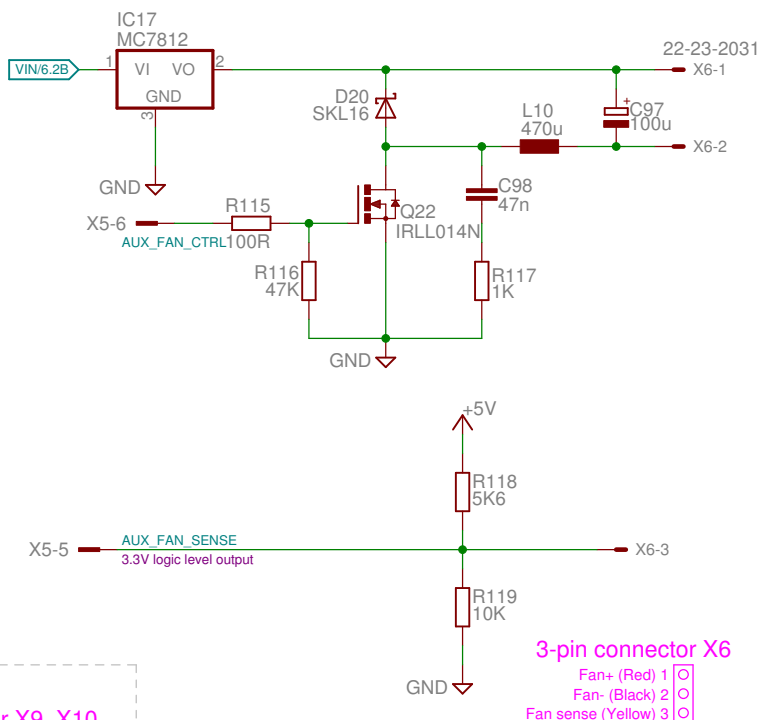 IC17
MC7812
VIN/6.2B
1
VI
VO
2
GND
3
GND
22-23-2031
X6-1
D20
SKL16
L10
470u
+
C97
100u
X6-2
C98
47n
Q22
IRLL014N
X5-6
R115
AUX_FAN_CTRL
100R
R116
47K
R117
1K
GND
+5V
R118
5K6
X5-5
AUX_FAN_SENSE
3.3V logic level output
X6-3
R119
10K
GND
3-pin connector X6
Fan+ (Red) 1
Fan- (Black) 2
Fan sense (Yellow) 3
X9, X10